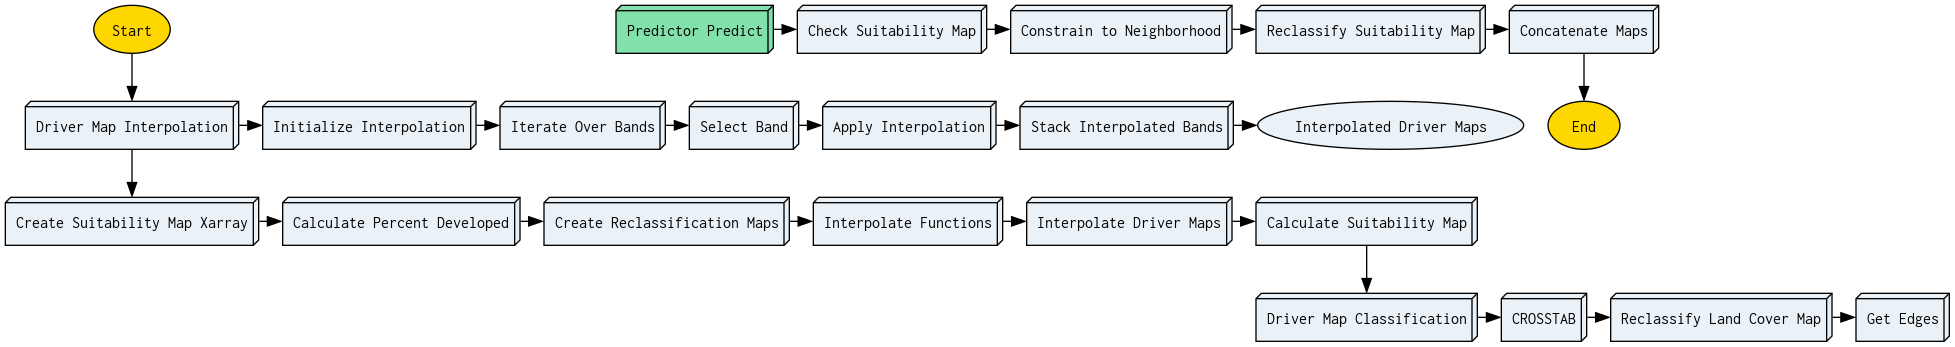 Start
Predictor Predict
Check Suitability Map
Constrain to Neighborhood
Reclassify Suitability Map
Concatenate Maps
Driver Map Interpolation
Initialize Interpolation
Iterate Over Bands
Select Band
Apply Interpolation
Stack Interpolated Bands
Interpolated Driver Maps
End
Create Suitability Map Xarray
Calculate Percent Developed
Create Reclassification Maps
Interpolate Functions
Interpolate Driver Maps
Calculate Suitability Map
Driver Map Classification
CROSSTAB
Reclassify Land Cover Map
Get Edges